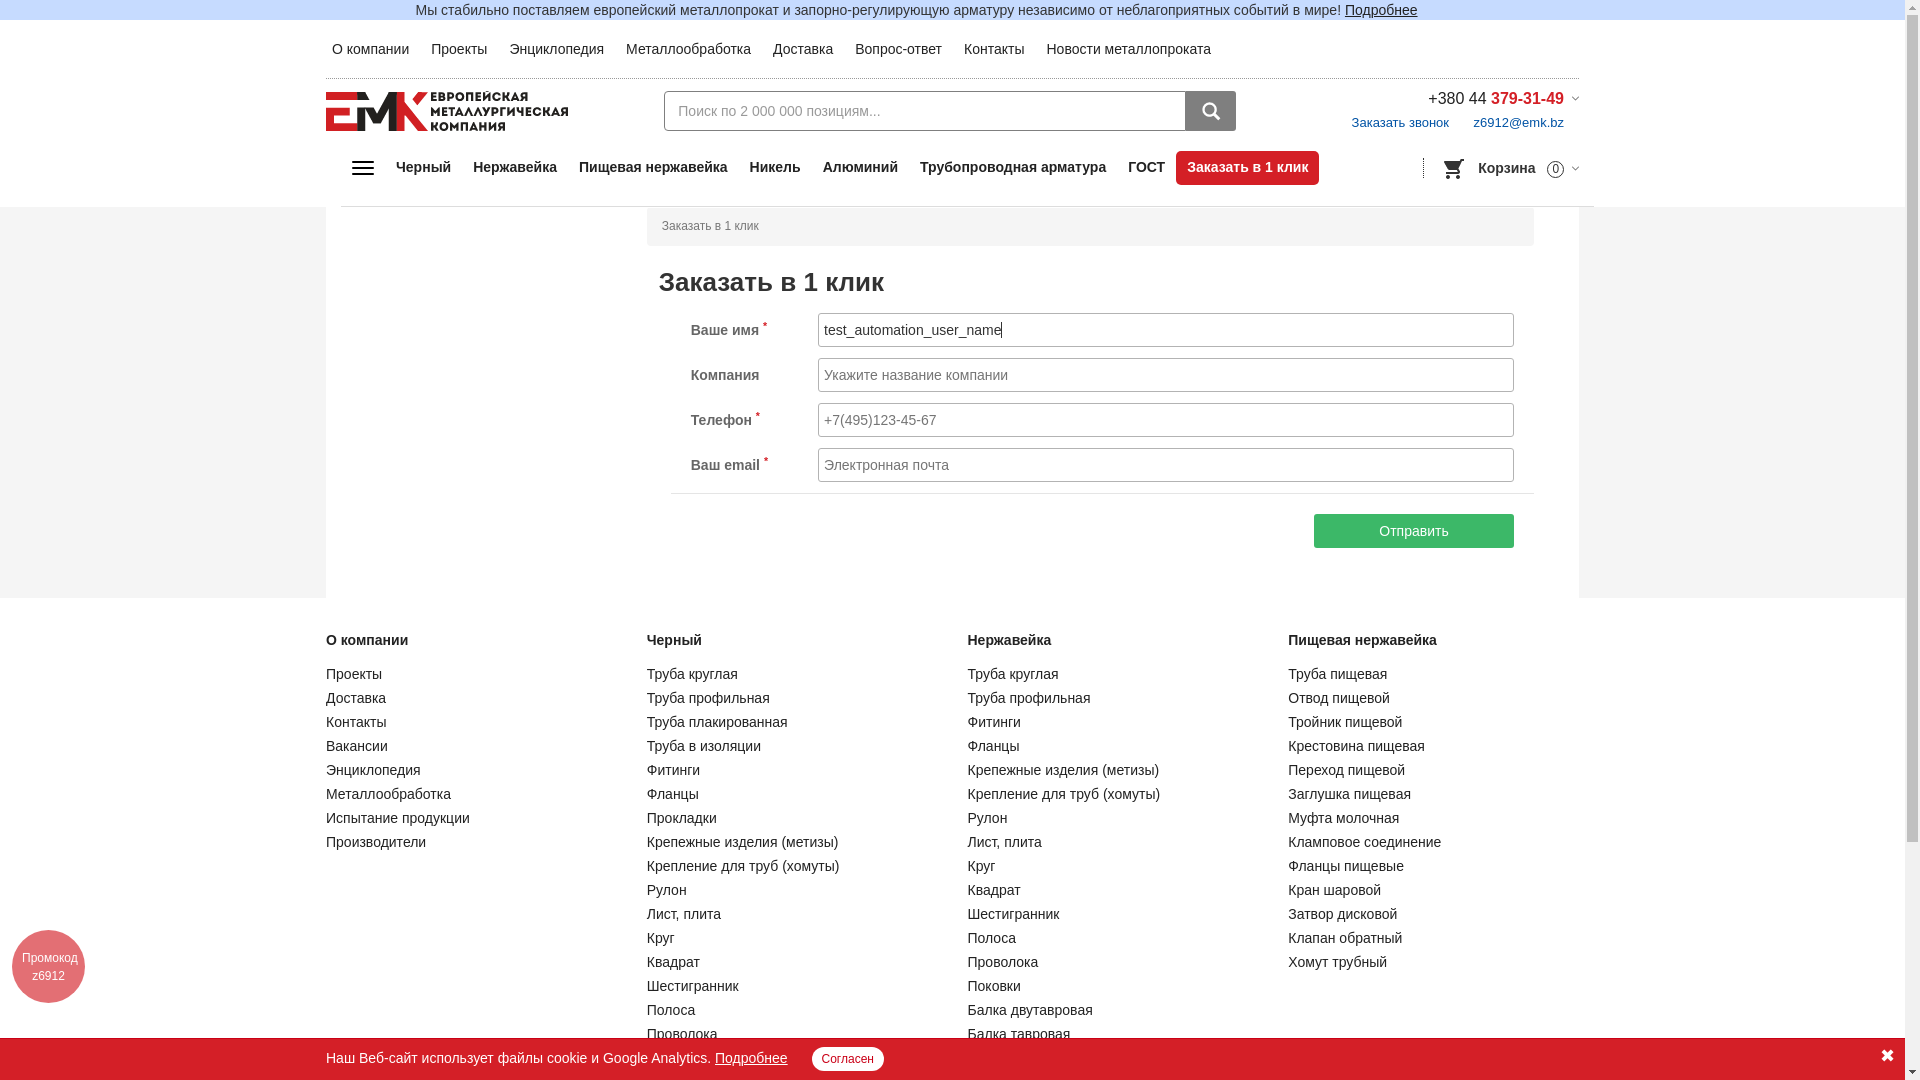 Мы стабильно поставляем европейский металлопрокат и запорно-регулирующую арматуру независимо от неблагоприятных событий в мире! Подробнее
О компании Проекты Энциклопедия Металлообработка Доставка Вопрос-ответ Контакты Новости металлопроката
ЕМК ЕВРОПЕЙСКАЯ
МЕТАЛЛУРГИЧЕСКАЯ
КОМПАНИЯ
Поиск по 2 000 000 позициям...
+380 44 379-31-49
Заказать звонок z6912@emk.bz
Черный Нержавейка Пищевая нержавейка Никель Алюминий Трубопроводная арматура ГОСТ Заказать в 1 клик
Корзина 0
Заказать в 1 клик
Заказать в 1 клик
Ваше имя * test_automation_user_name
Компания Укажите название компании
Телефон * +7(495)123-45-67
Ваш email * Электронная почта
Отправить
О компании
Проекты
Доставка
Контакты
Вакансии
Энциклопедия
Металлообработка
Испытание продукции
Производители
Черный
Труба круглая
Труба профильная
Труба плакированная
Труба в изоляции
Фитинги
Фланцы
Прокладки
Крепежные изделия (метизы)
Крепление для труб (хомуты)
Рулон
Лист, плита
Круг
Квадрат
Шестигранник
Полоса
Проволока
Нержавейка
Труба круглая
Труба профильная
Фитинги
Фланцы
Крепежные изделия (метизы)
Крепление для труб (хомуты)
Рулон
Лист, плита
Круг
Квадрат
Шестигранник
Полоса
Проволока
Поковки
Балка двутавровая
Балка тавровая
Пищевая нержавейка
Труба пищевая
Отвод пищевой
Тройник пищевой
Крестовина пищевая
Переход пищевой
Заглушка пищевая
Муфта молочная
Кламповое соединение
Фланцы пищевые
Кран шаровой
Затвор дисковой
Клапан обратный
Хомут трубный
Промокод
z6912
Наш Веб-сайт использует файлы cookie и Google Analytics. Подробнее Согласен ✖